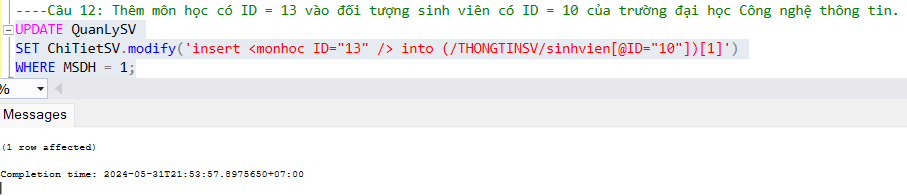 ----Câu 12: Thêm môn học có ID = 13 vào đối tượng sinh viên có ID = 10 của trường đại học Công nghệ thông tin.
UPDATE QuanLySV
SET ChiTietSV.modify('insert <monhoc ID="13" /> into (/THONGTINSV/sinhvien[@ID="10"])[1]')
WHERE MSDH = 1;
%
Messages
(1 row affected)
Completion time: 2024-05-31T21:53:57.8975650+07:00